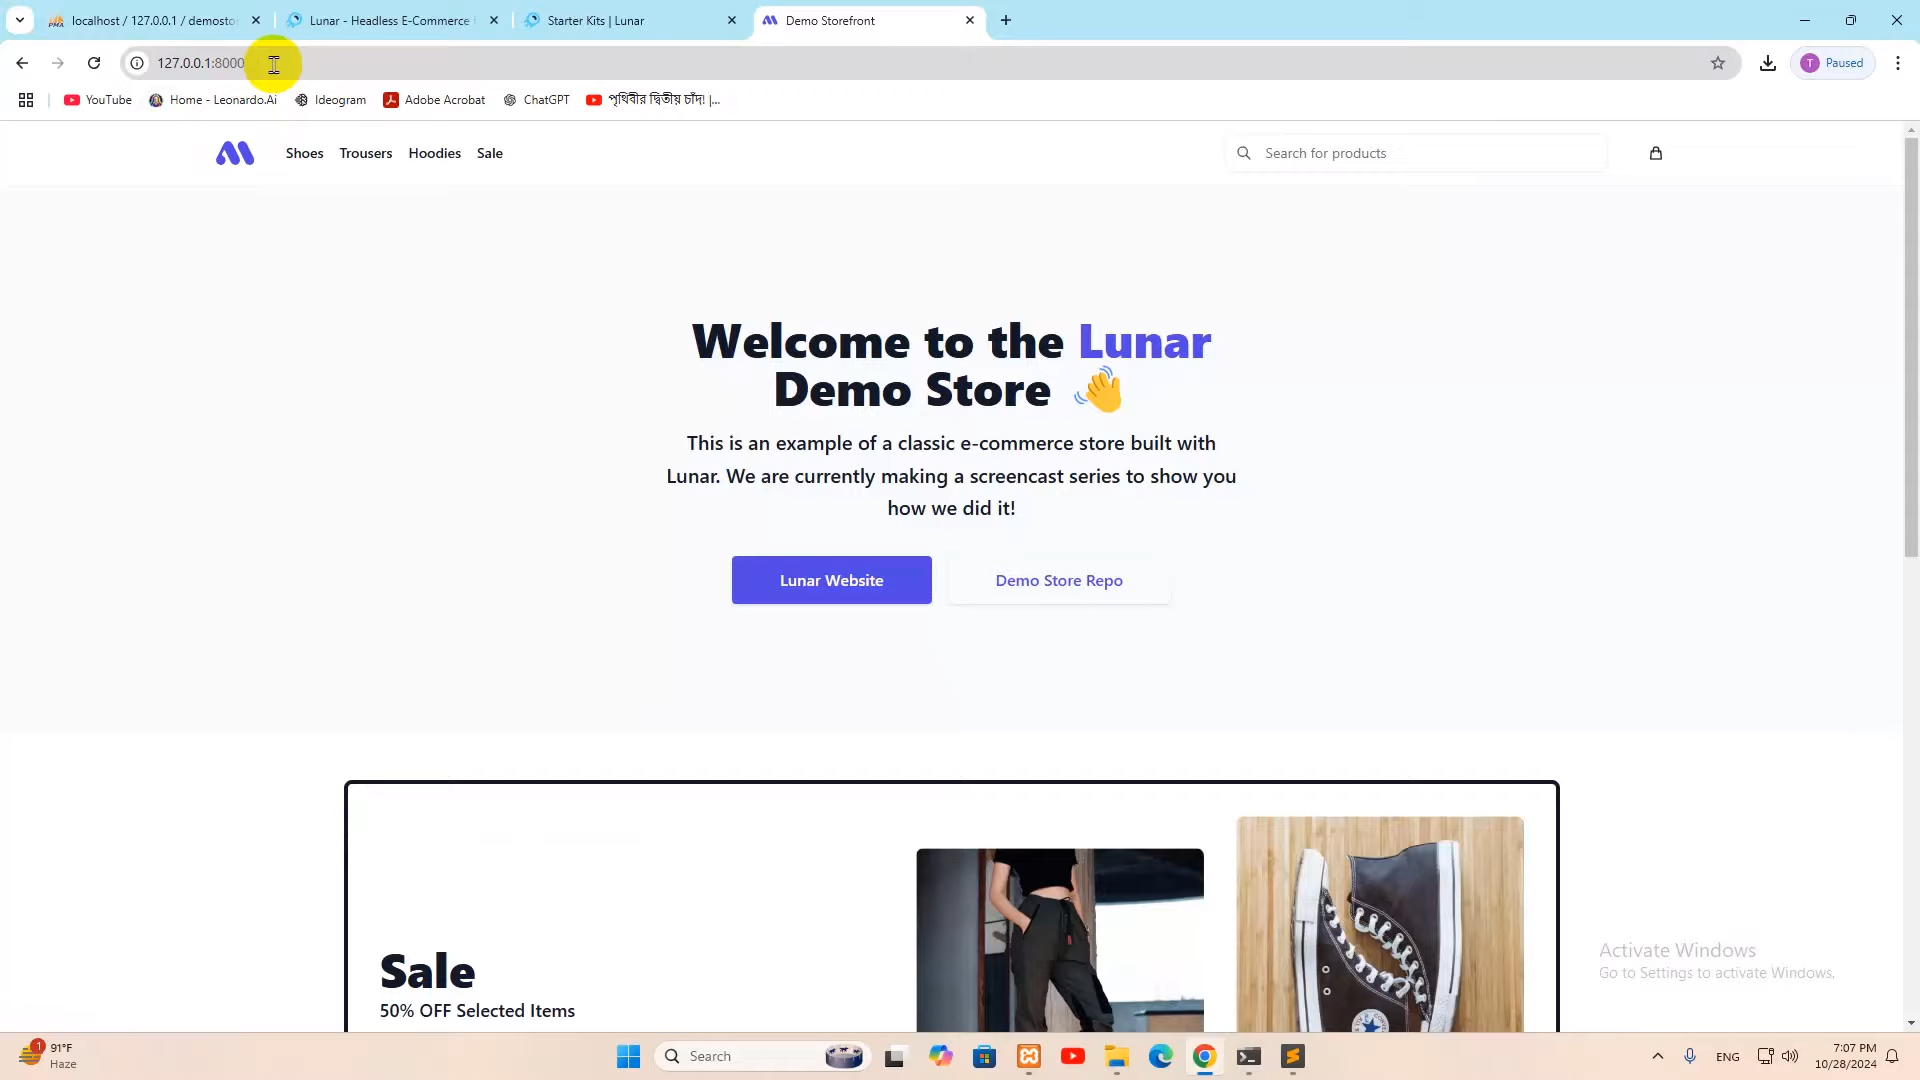 localhost / 127.0.0.1 / demosto
Lunar - Headless E-Commerce
Starter Kits | Lunar
Demo Storefront
127.0.0.1:8000
T Paused
YouTube
Home - Leonardo.Ai
Ideogram
Adobe Acrobat
ChatGPT
পৃথিবীর দ্বিতীয় চাঁদ! |...
Shoes Trousers Hoodies Sale
Search for products
Welcome to the Lunar
Demo Store 👋
This is an example of a classic e-commerce store built with
Lunar. We are currently making a screencast series to show you
how we did it!
Lunar Website
Demo Store Repo
Sale
50% OFF Selected Items
Activate Windows
Go to Settings to activate Windows.
1
91°F
Haze
Search
ENG
7:07 PM
10/28/2024